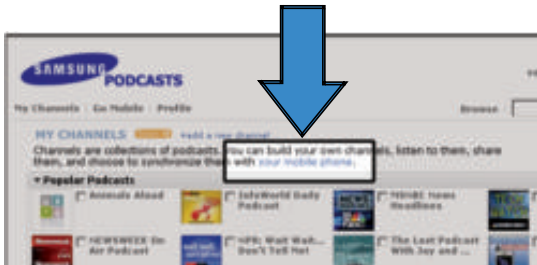 SAMSUNG
PODCASTS
My Channels Go Mobile Profile Browse
MY CHANNELS + add a new channel
Channels are collections of podcasts. You can build your own channels, listen to them, share
them, and choose to synchronize them with your mobile phone.
Popular Podcasts
Animals Aloud
InfoWorld Daily
Podcast
MSNBC News
Headlines
NEWSWEEK On
Air Podcast
NPR: Wait Wait...
Don't Tell Me!
The Last Podcast
With Jay and ...